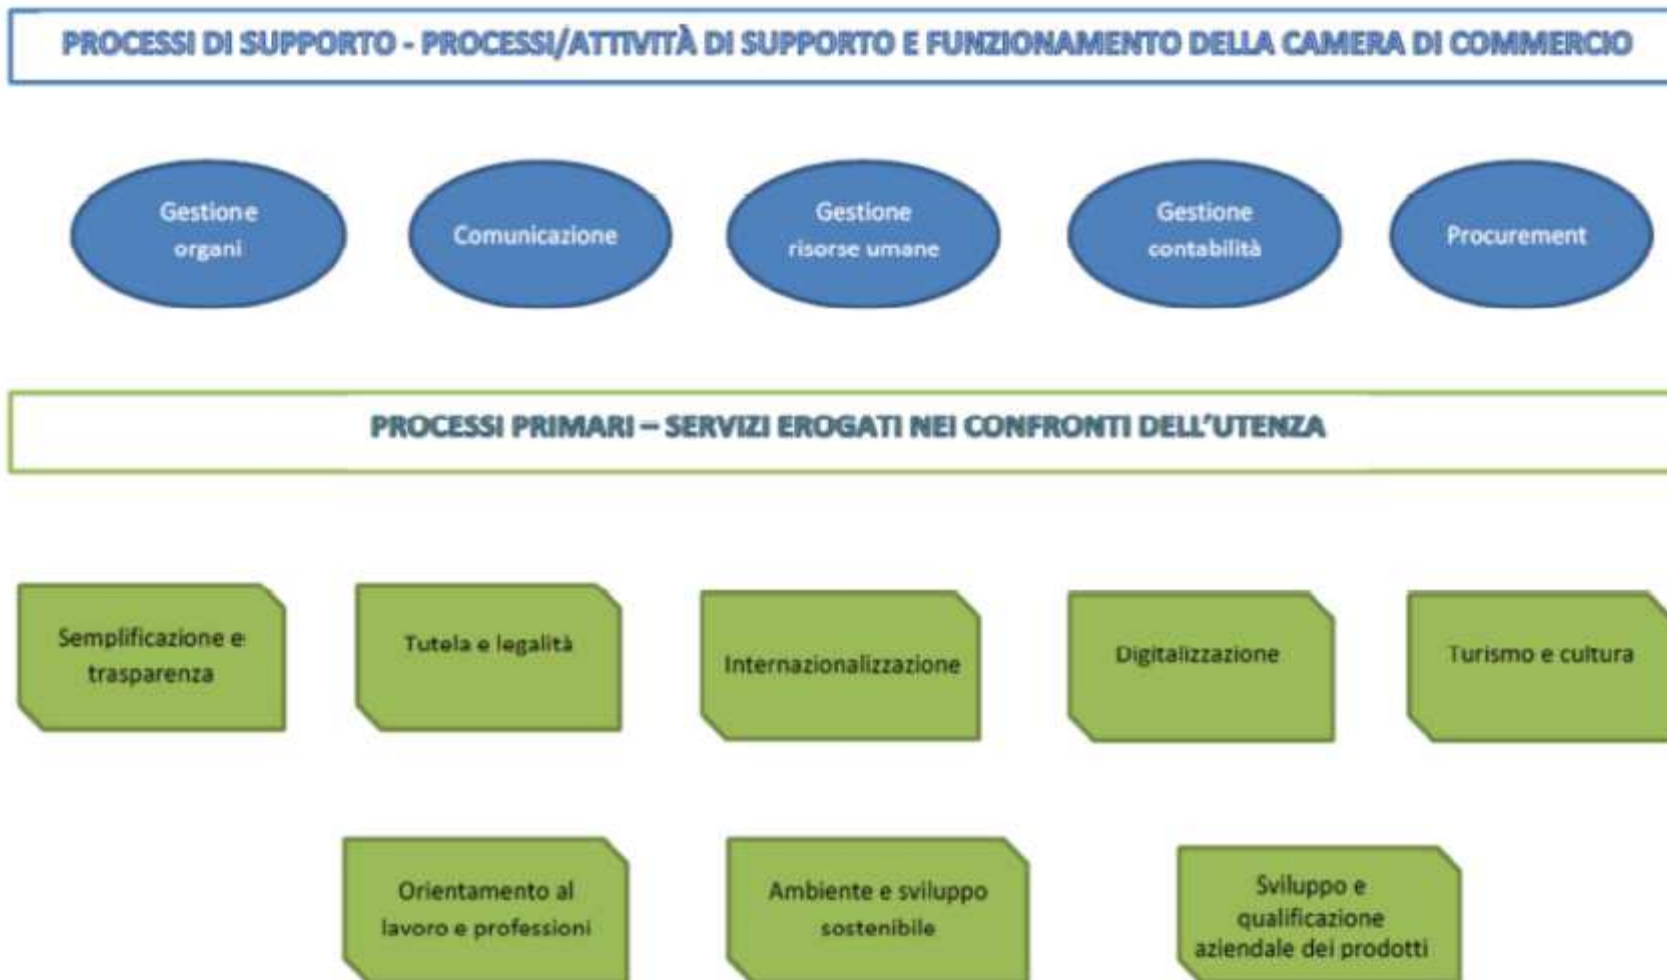 PROCESSI DI SUPPORTO - PROCESSI/ATTIVITÀ DI SUPPORTO E FUNZIONAMENTO DELLA CAMERA DI COMMERCIO
Gestione
organi
Comunicazione
Gestione
risorse umane
Gestione
contabilità
Procurement
PROCESSI PRIMARI – SERVIZI EROGATI NEI CONFRONTI DELL'UTENZA
Semplificazione e
trasparenza
Tutela e legalità
Internazionalizzazione
Digitalizzazione
Turismo e cultura
Orientamento al
lavoro e professioni
Ambiente e sviluppo
sostenibile
Sviluppo e
qualificazione
aziendale dei prodotti